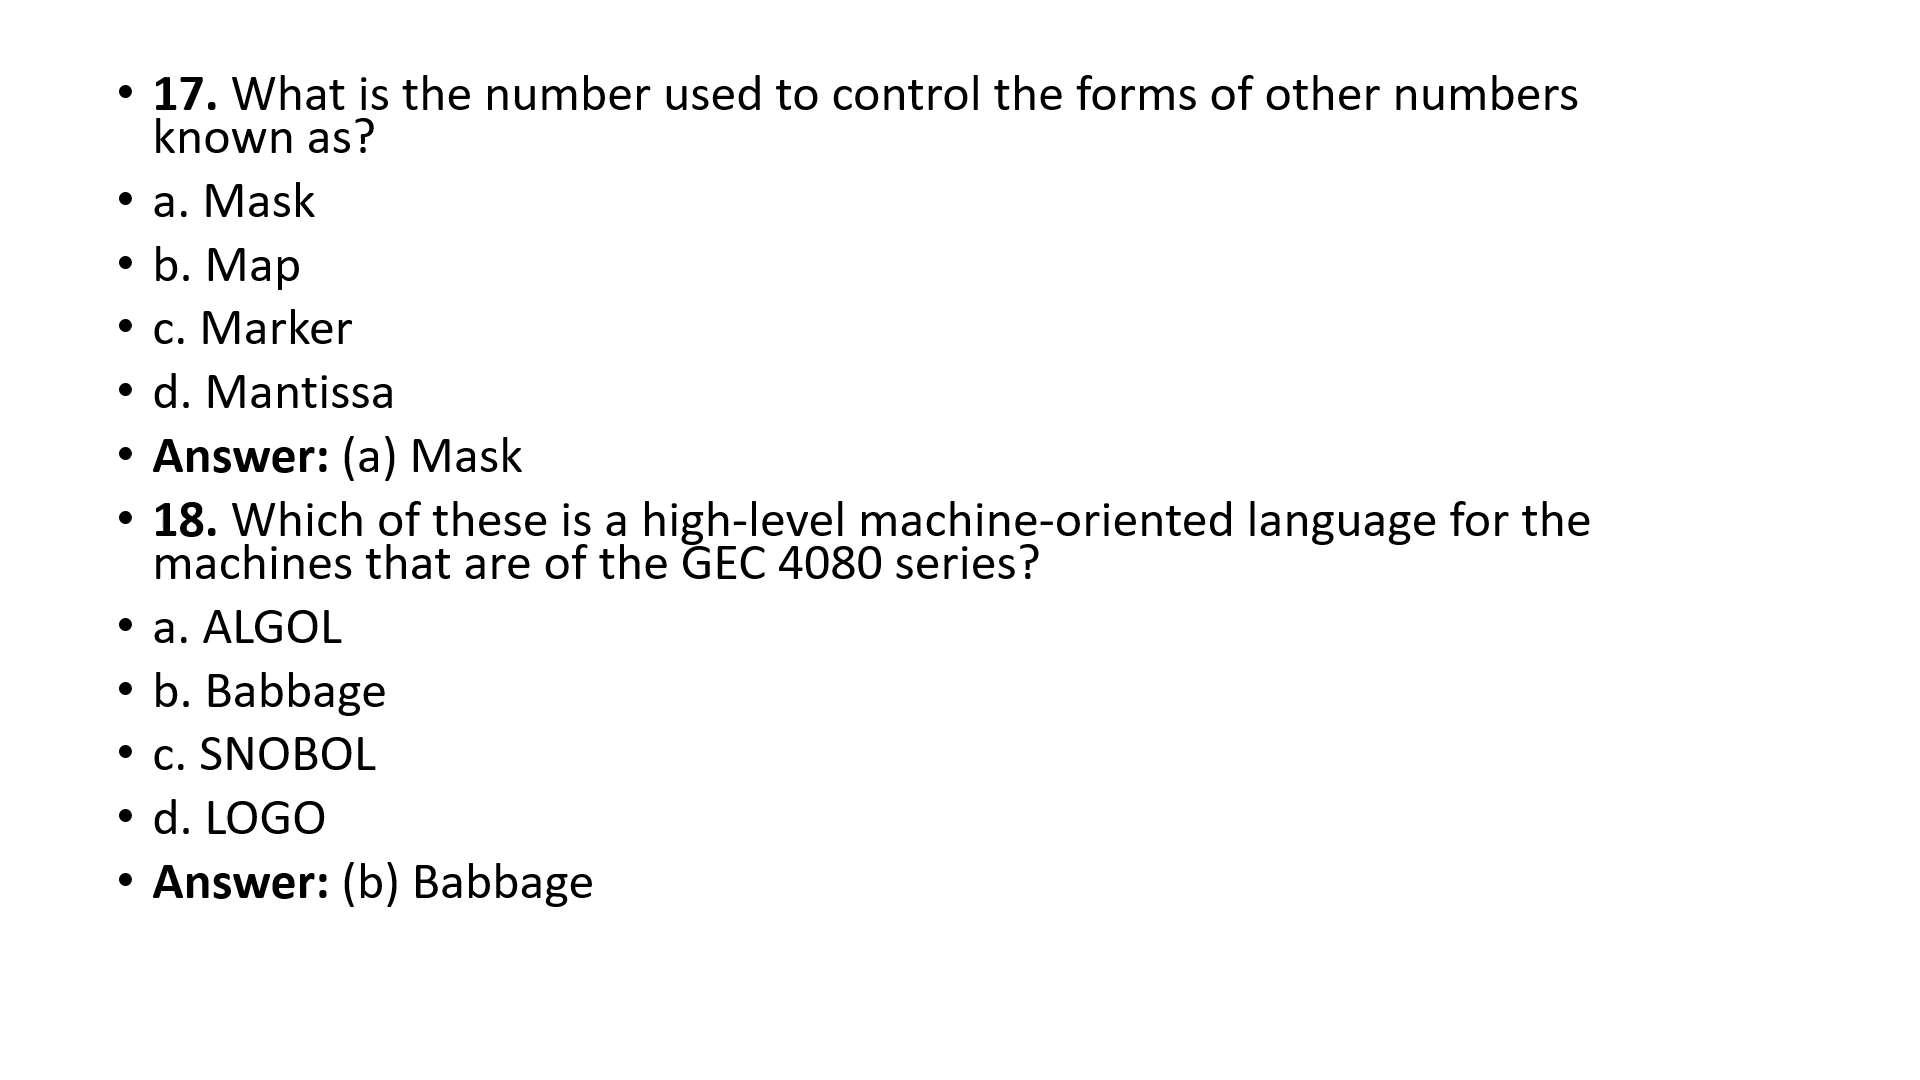 • 17. What is the number used to control the forms of other numbers
known as?
• a. Mask
• b. Map
• c. Marker
• d. Mantissa
• Answer: (a) Mask
• 18. Which of these is a high-level machine-oriented language for the
machines that are of the GEC 4080 series?
• a. ALGOL
• b. Babbage
• c. SNOBOL
• d. LOGO
• Answer: (b) Babbage